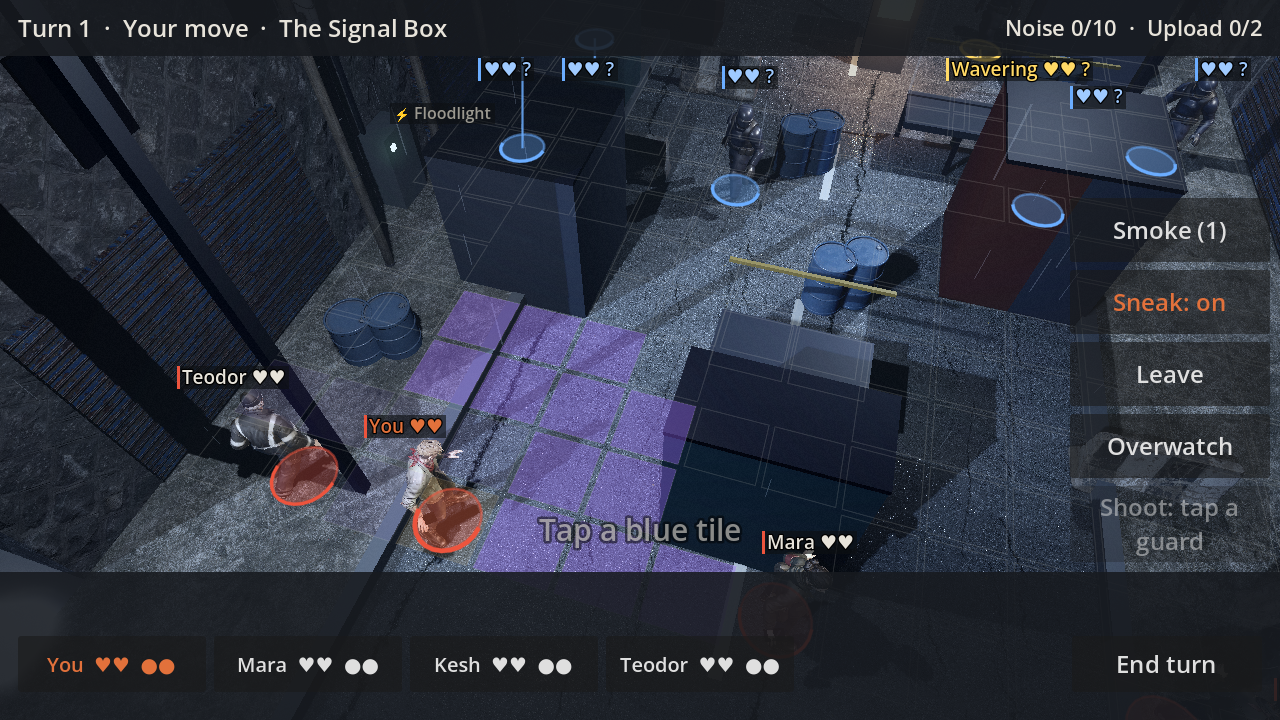 Turn 1 · Your move · The Signal Box
Noise 0/10 · Upload 0/2
♥♥ ?
♥♥ ?
♥♥ ?
Wavering ♥♥ ?
♥♥ ?
♥♥ ?
⚡ Floodlight
Smoke (1)
Sneak: on
Teodor ♥♥
Leave
You ♥♥
Overwatch
Shoot: tap a
guard
Tap a blue tile
Mara ♥♥
You ♥♥ ●●
Mara ♥♥ ●●
Kesh ♥♥ ●●
Teodor ♥♥ ●●
End turn